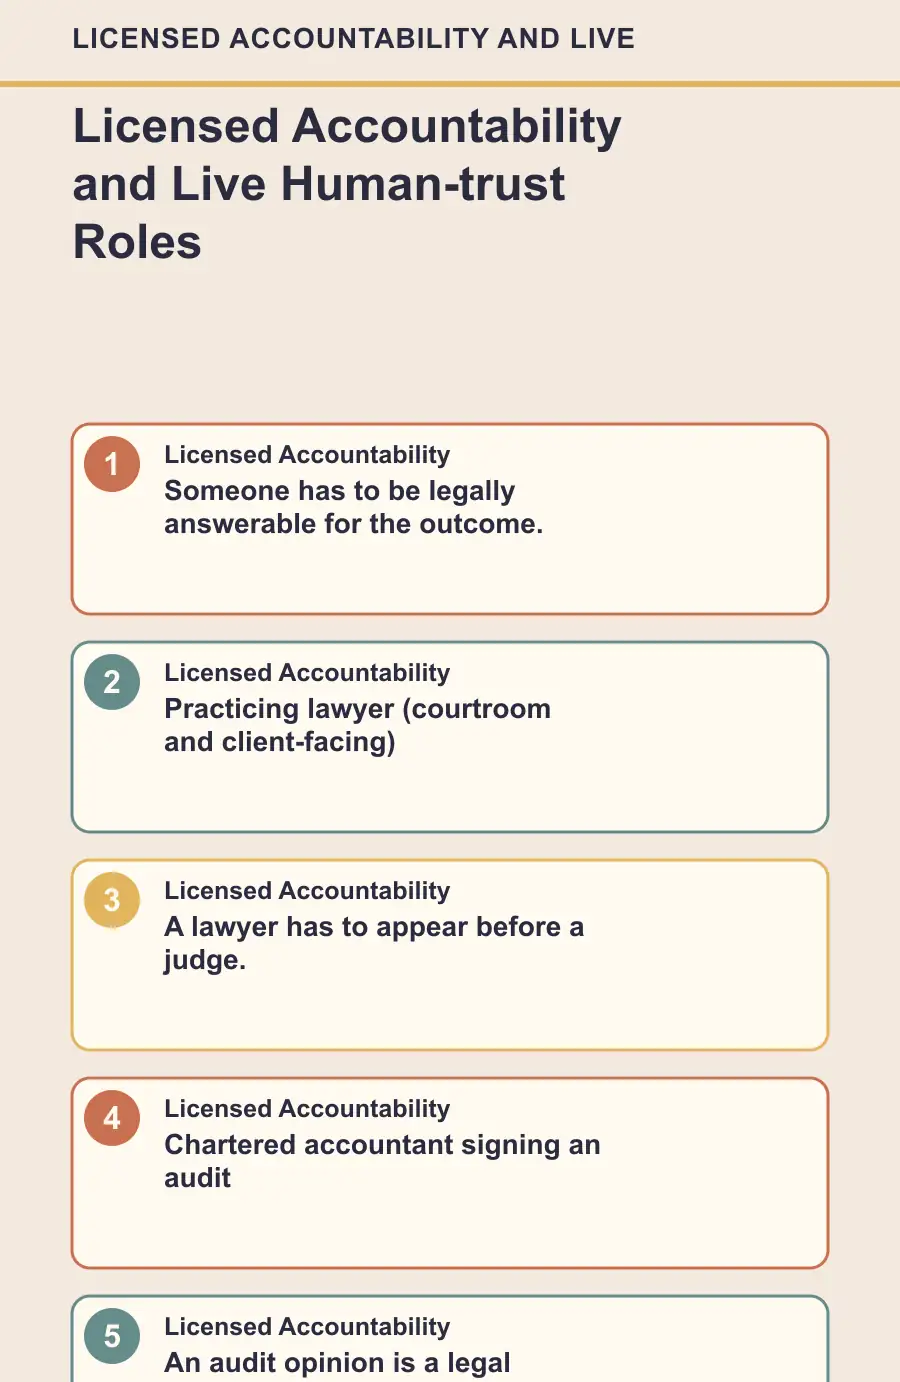 LICENSED ACCOUNTABILITY AND LIVE
Licensed Accountability
and Live Human-trust
Roles
1
Licensed Accountability
Someone has to be legally
answerable for the outcome.
2
Licensed Accountability
Practicing lawyer (courtroom
and client-facing)
3
Licensed Accountability
A lawyer has to appear before a
judge.
4
Licensed Accountability
Chartered accountant signing an
audit
5
Licensed Accountability
An audit opinion is a legal